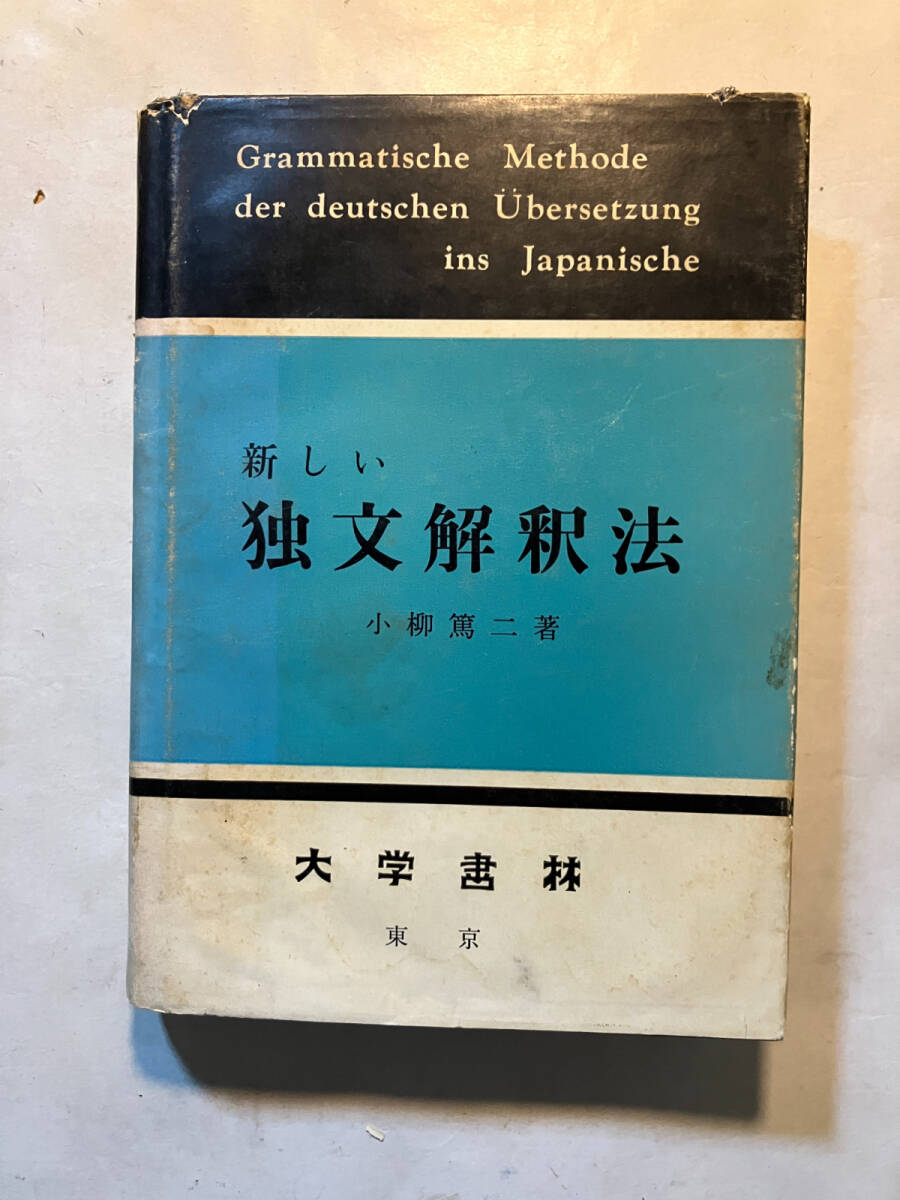 Grammatische Methode
der deutschen Übersetzung
ins Japanische
新しい
独文解釈法
小柳篤二著
大学書林
東京